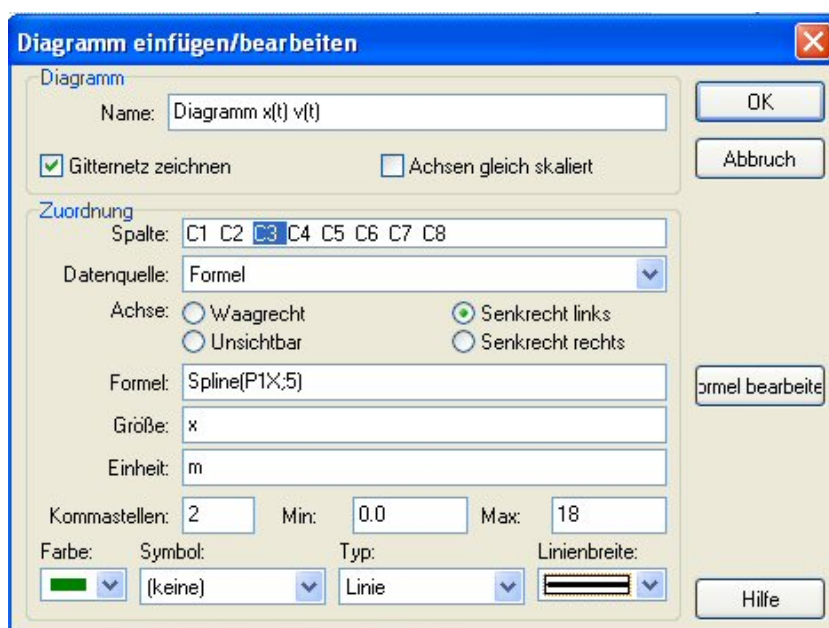 Diagramm einfügen/bearbeiten
Diagramm
Name: Diagramm x(t) v(t)
OK
Gitternetz zeichnen Achsen gleich skaliert
Abbruch
Zuordnung
Spalte: C1 C2 C3 C4 C5 C6 C7 C8
Datenquelle: Formel
Achse: Waagrecht Senkrecht links
Unsichtbar Senkrecht rechts
Formel: Spline(P1X;5)
ormel bearbeite
Größe: x
Einheit: m
Kommastellen: 2 Min: 0.0 Max: 18
Farbe: Symbol: Typ: Linienbreite:
(keine) Linie
Hilfe